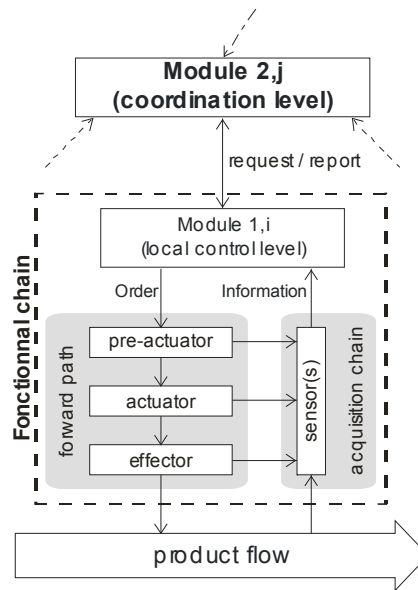 Module 2,j
(coordination level)
request / report
Module 1,i
(local control level)
Order
Information
Fonctionnal chain
forward path
pre-actuator
actuator
effector
sensor(s)
acquisition chain
product flow